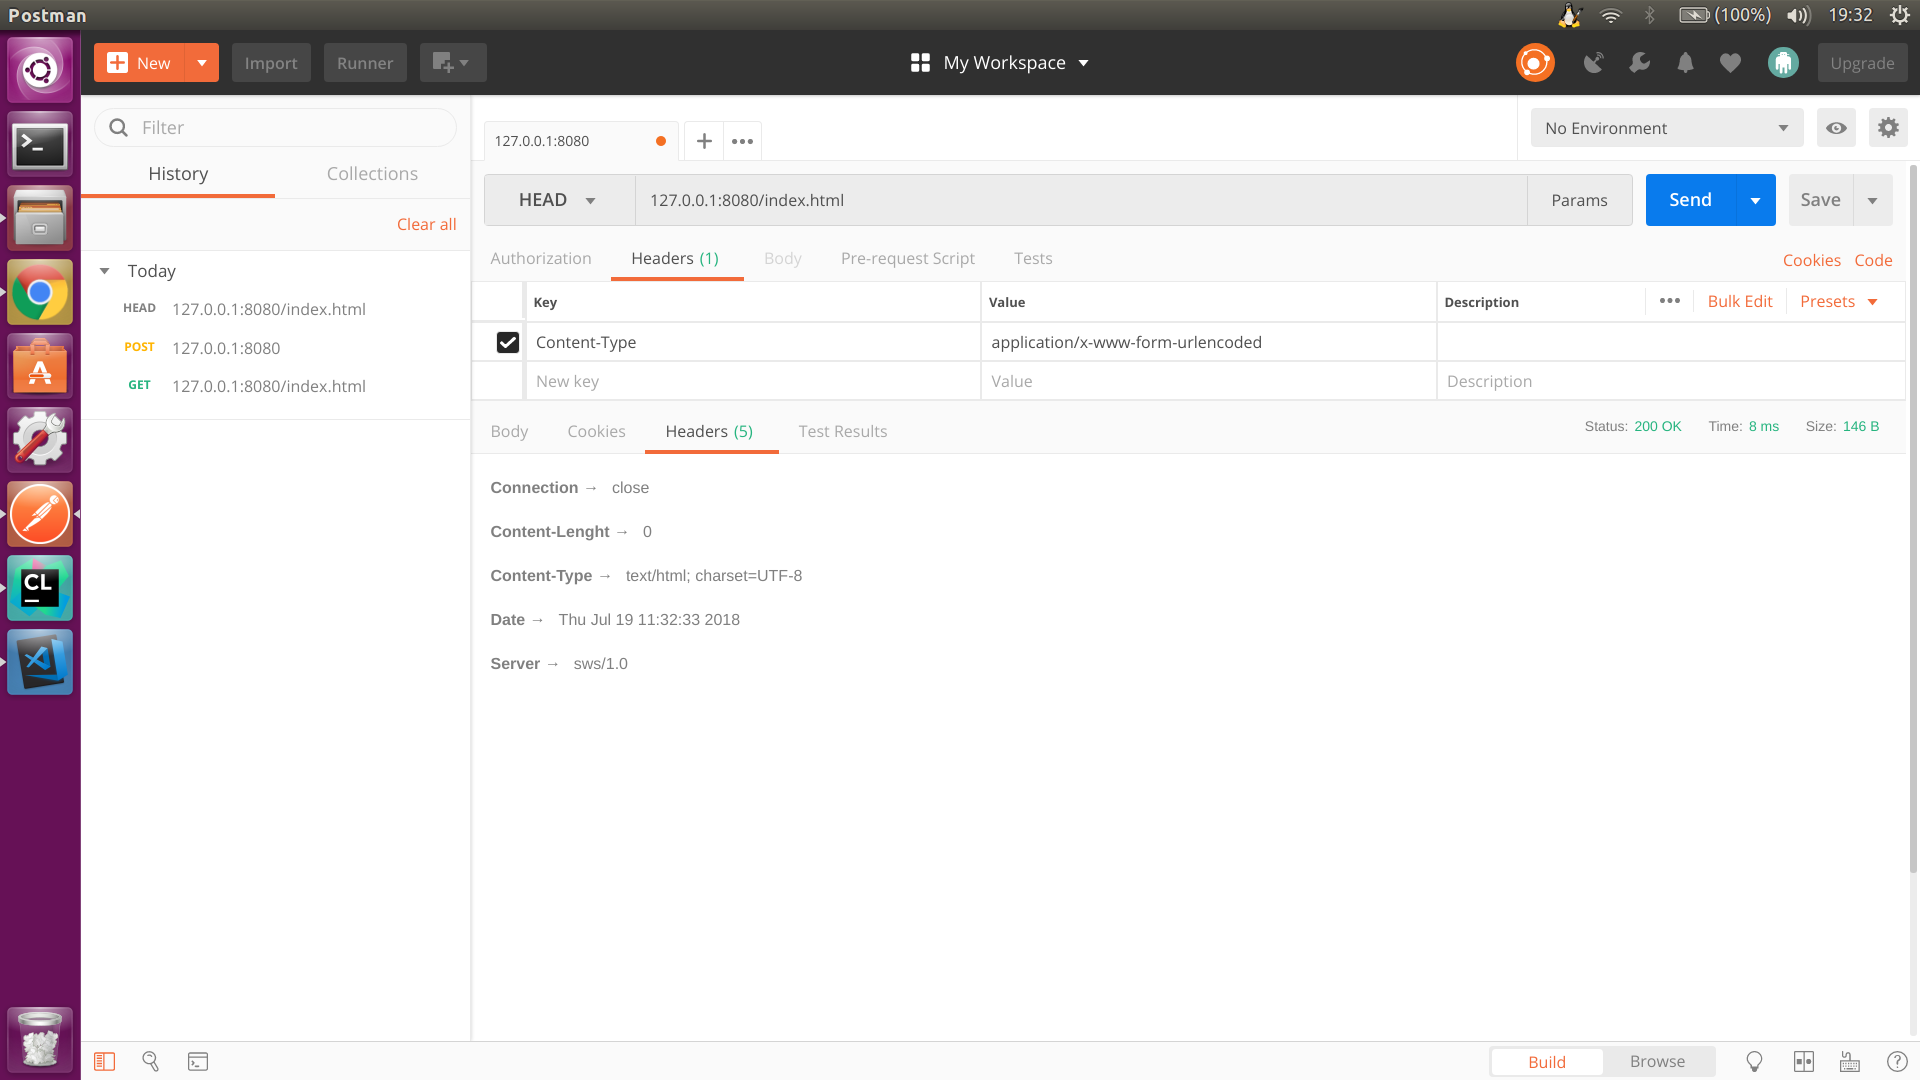 Postman
(100%) 19:32
New Import Runner My Workspace Upgrade
Filter
History Collections
Clear all
Today
HEAD 127.0.0.1:8080/index.html
POST 127.0.0.1:8080
GET 127.0.0.1:8080/index.html
127.0.0.1:8080 No Environment
HEAD 127.0.0.1:8080/index.html Params Send Save
Authorization Headers (1) Body Pre-request Script Tests Cookies Code
Key Value Description Bulk Edit Presets
Content-Type application/x-www-form-urlencoded
New key Value Description
Body Cookies Headers (5) Test Results Status: 200 OK Time: 8 ms Size: 146 B
Connection → close
Content-Lenght → 0
Content-Type → text/html; charset=UTF-8
Date → Thu Jul 19 11:32:33 2018
Server → sws/1.0
CL
Build Browse